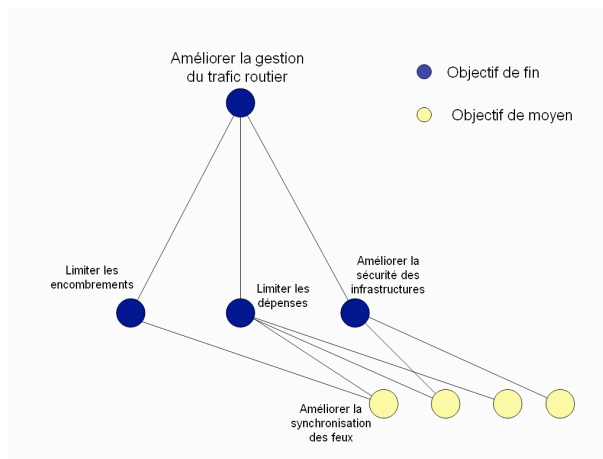 Améliorer la gestion
du trafic routier
Objectif de fin
Objectif de moyen
Limiter les
encombrements
Limiter les
dépenses
Améliorer la
sécurité des
infrastructures
Améliorer la
synchronisation
des feux